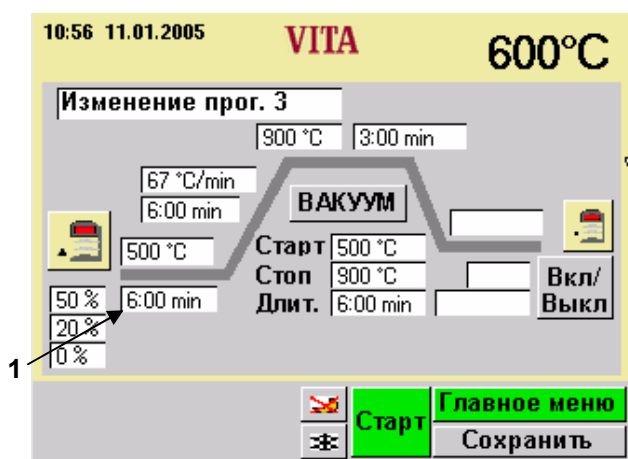 10:56 11.01.2005 VITA 600°C
Изменение прог. 3
900 °C 3:00 min
67 °C/min
6:00 min
ВАКУУМ
500 °C
Старт 500 °C
Стоп 900 °C
Длит. 6:00 min
Вкл/
Выкл
50 % 6:00 min
20 %
0 %
1
Старт
Главное меню
Сохранить